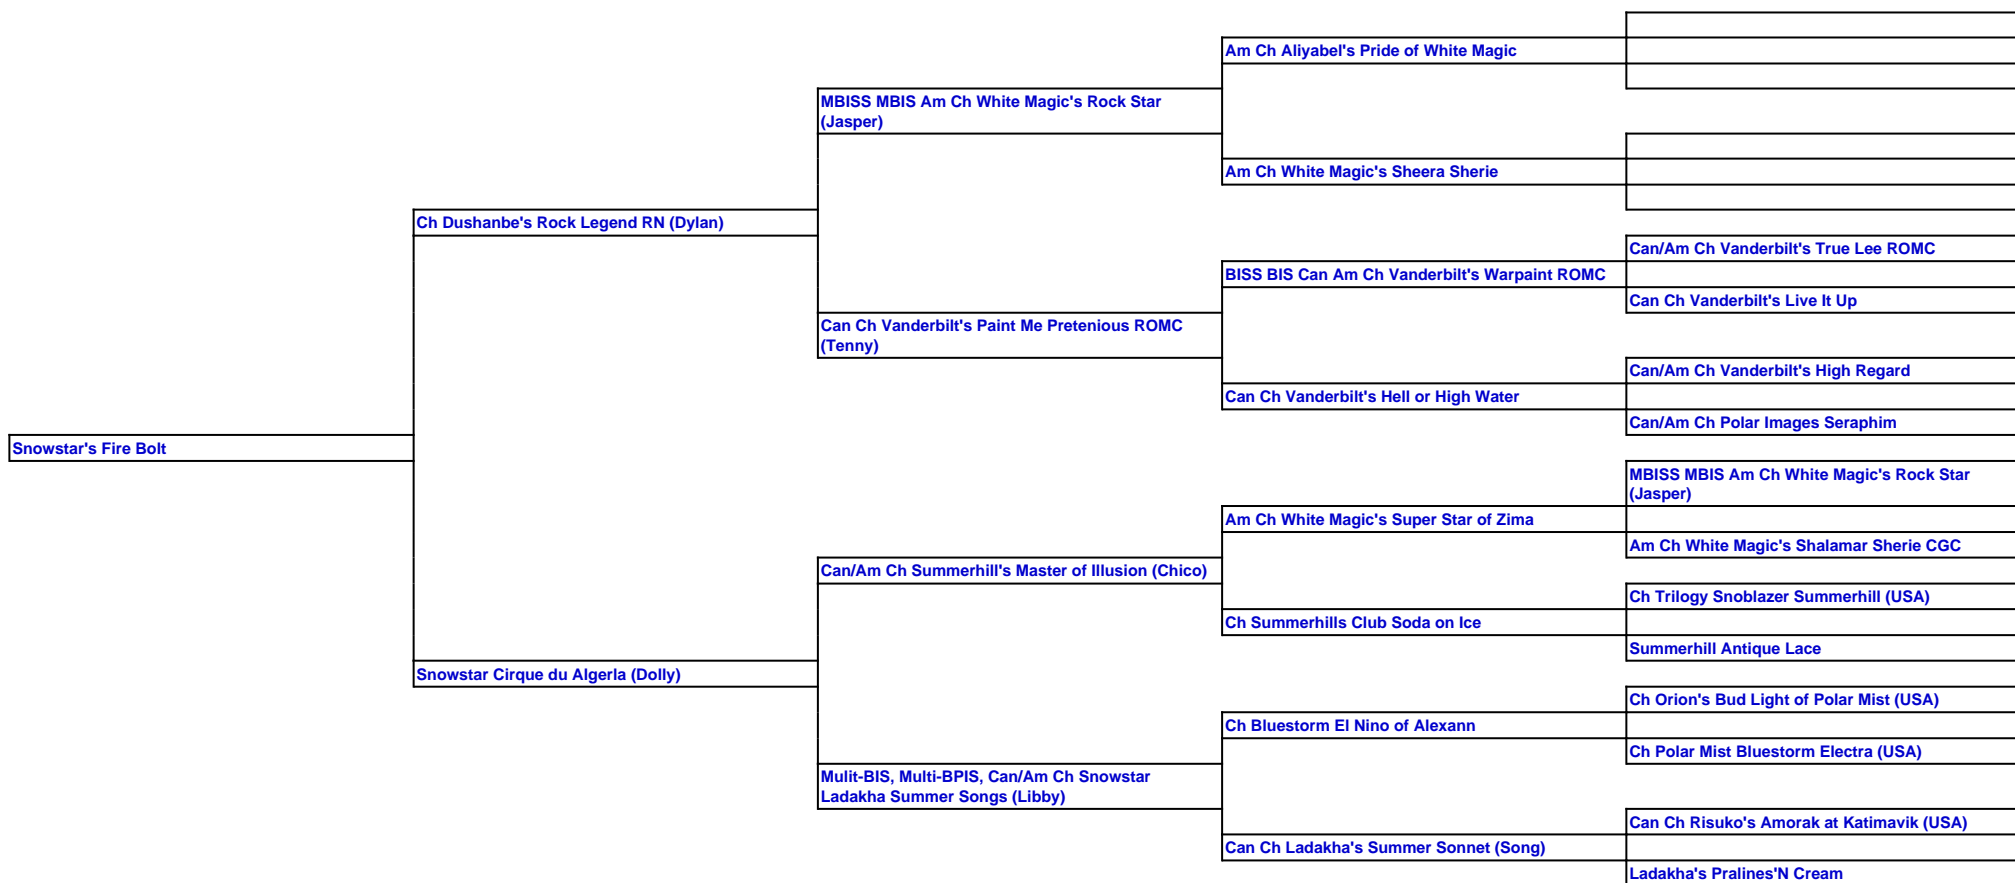 Am Ch Aliyabel's Pride of White Magic
MBISS MBIS Am Ch White Magic's Rock Star
(Jasper)
Am Ch White Magic's Sheera Sherie
Ch Dushanbe's Rock Legend RN (Dylan)
Can/Am Ch Vanderbilt's True Lee ROMC
BISS BIS Can Am Ch Vanderbilt's Warpaint ROMC
Can Ch Vanderbilt's Live It Up
Can Ch Vanderbilt's Paint Me Pretenious ROMC
(Tenny)
Can/Am Ch Vanderbilt's High Regard
Can Ch Vanderbilt's Hell or High Water
Can/Am Ch Polar Images Seraphim
Snowstar's Fire Bolt
MBISS MBIS Am Ch White Magic's Rock Star
(Jasper)
Am Ch White Magic's Super Star of Zima
Am Ch White Magic's Shalamar Sherie CGC
Can/Am Ch Summerhill's Master of Illusion (Chico)
Ch Trilogy Snoblazer Summerhill (USA)
Ch Summerhills Club Soda on Ice
Summerhill Antique Lace
Snowstar Cirque du Algerla (Dolly)
Ch Orion's Bud Light of Polar Mist (USA)
Ch Bluestorm El Nino of Alexann
Ch Polar Mist Bluestorm Electra (USA)
Mulit-BIS, Multi-BPIS, Can/Am Ch Snowstar
Ladakha Summer Songs (Libby)
Can Ch Risuko's Amorak at Katimavik (USA)
Can Ch Ladakha's Summer Sonnet (Song)
Ladakha's Pralines'N Cream